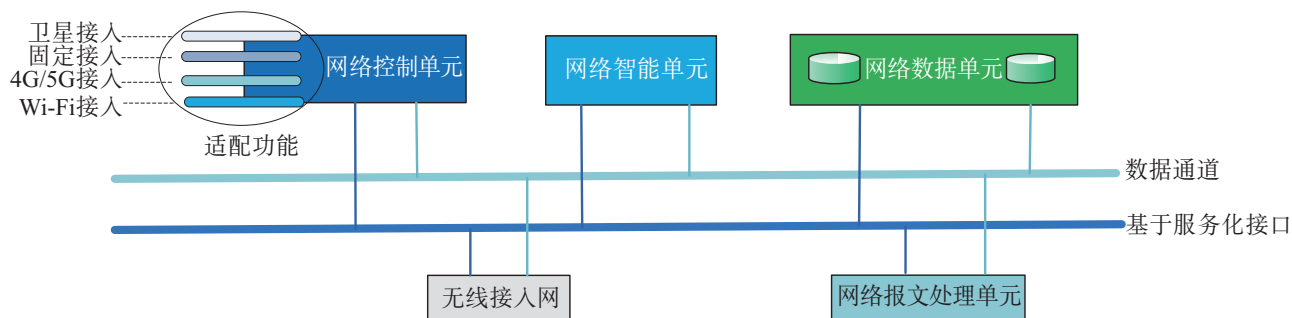 卫星接入
固定接入
4G/5G接入
Wi-Fi接入
适配功能
网络控制单元
网络智能单元
网络数据单元
数据通道
基于服务化接口
无线接入网
网络报文处理单元